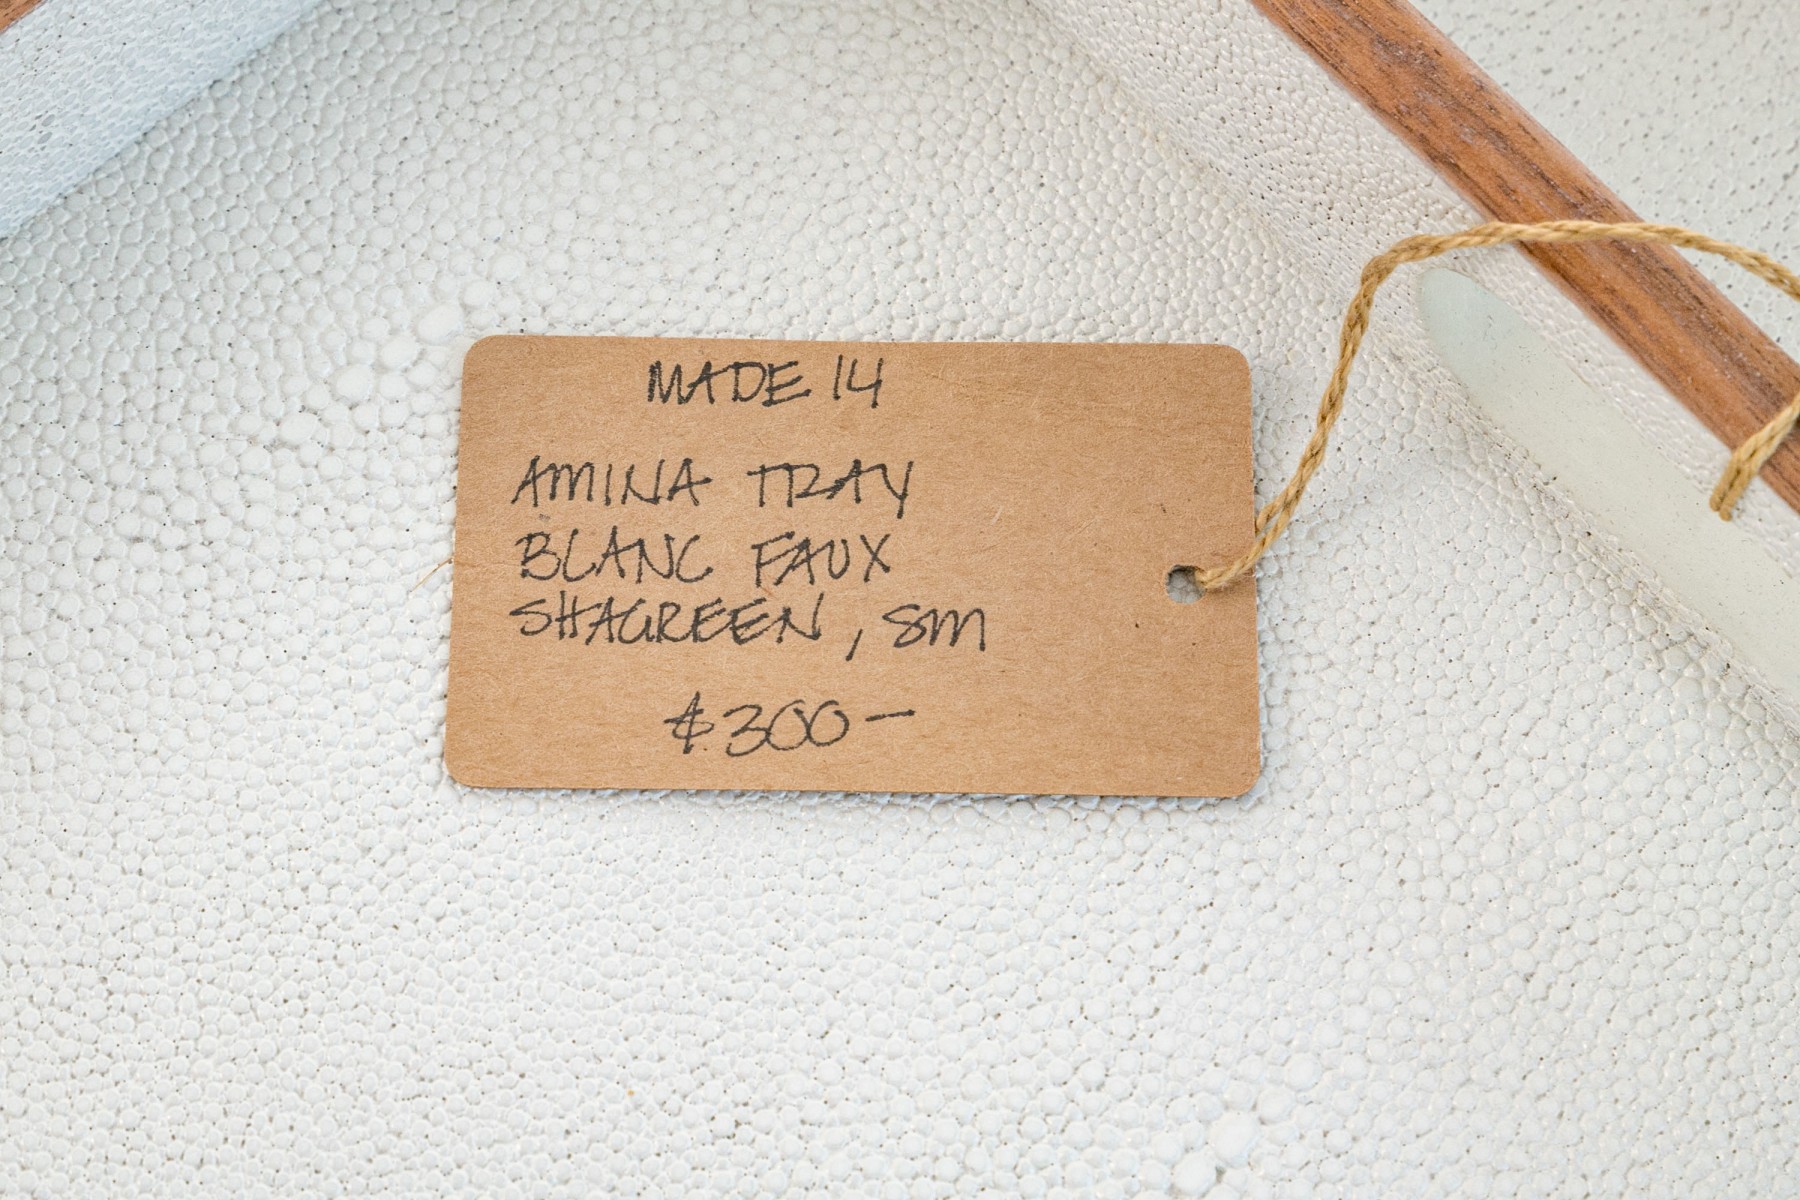 MADE 14
AMINA TRAY
BLANC FAUX
SHAGREEN, SM
$300—